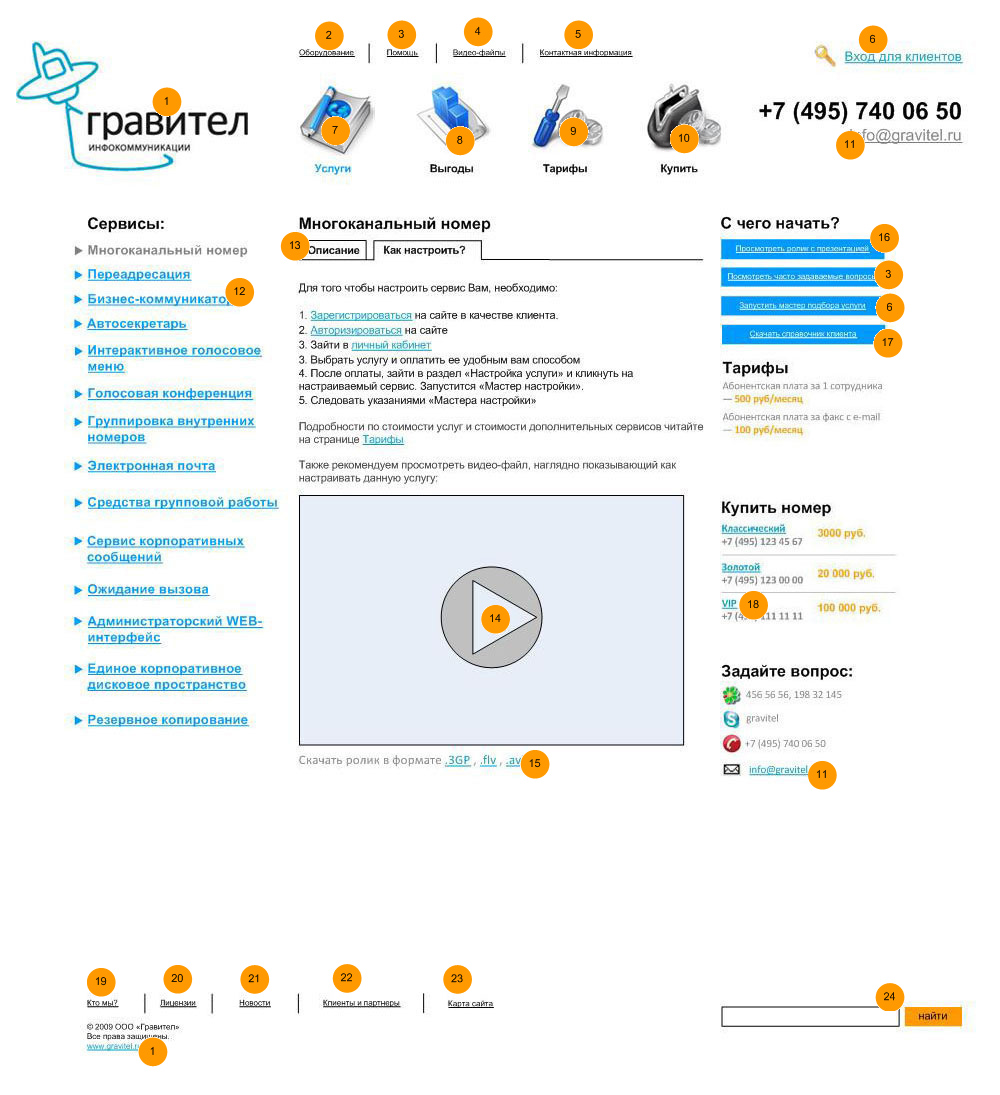 2
3
4
5
6
Оборудование
Помощь
Видео-файлы
Контактная информация
Вход для клиентов
1
гравител
ИНФОКОММУНИКАЦИИ
7
8
9
10
+7 (495) 740 06 50
11
@gravitel.ru
Услуги
Выгоды
Тарифы
Купить
Сервисы:
Многоканальный номер
Переадресация
12
Автосекретарь
Интерактивное голосовое
меню
Голосовая конференция
Группировка внутренних
номеров
Электронная почта
Средства групповой работы
Сервис корпоративных
сообщений
Ожидание вызова
Администраторский WEB-
интерфейс
Единое корпоративное
дисковое пространство
Резервное копирование
Многоканальный номер
13
Описание
Как настроить?
Для того чтобы настроить сервис Вам, необходимо:
1. Зарегистрироваться на сайте в качестве клиента.
2. Авторизироваться на сайте
3. Зайти в личный кабинет
3. Выбрать услугу и оплатить ее удобным вам способом
4. После оплаты, зайти в раздел «Настройка услуги» и кликнуть на
настраиваемый сервис. Запустится «Мастер настройки».
5. Следовать указаниями «Мастера настройки»
Подробности по стоимости услуг и стоимости дополнительных сервисов читайте
на странице Тарифы
Также рекомендуем просмотреть видео-файл, наглядно показывающий как
настраивать данную услугу:
14
Скачать ролик в формате .3GP , .flv , .av
15
С чего начать?
16
Просмотреть ролик с презентацией
Посмотреть часто задаваемые вопросы
3
Запустить мастер подбора услуги
6
Скачать справочник клиента
17
Тарифы
Абонентская плата за 1 сотрудника
— 500 руб/месяц
Абонентская плата за факс с e-mail
— 100 руб/месяц
Купить номер
Классический
+7 (495) 123 45 67
3000 руб.
Золотой
+7 (495) 123 00 00
20 000 руб.
VIP
18
111 11 11
100 000 руб.
Задайте вопрос:
456 56 56, 198 32 145
gravitel
+7 (495) 740 06 50
info@gravitel
11
19
20
21
22
23
Кто мы?
Лицензии
Новости
Клиенты и партнеры
Карта сайта
24
найти
© 2009 ООО «Гравител»
Все права защищены.
www.gravitel.r
1